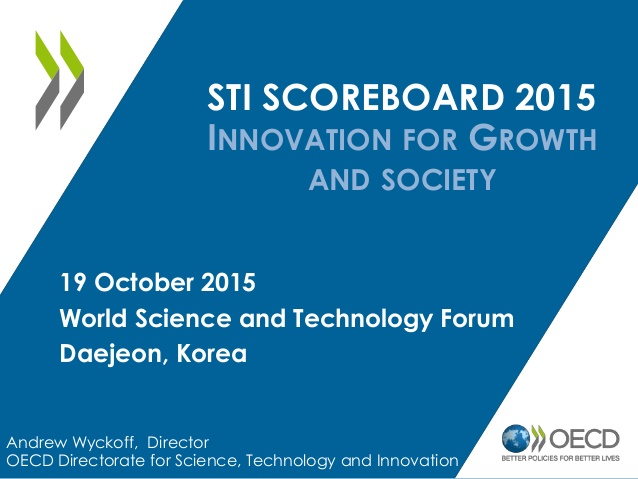 STI SCOREBOARD 2015
INNOVATION FOR GROWTH
AND SOCIETY
19 October 2015
World Science and Technology Forum
Daejeon, Korea
Andrew Wyckoff,  Director
OECD Directorate for Science, Technology and Innovation
OECD
BETTER POLICIES FOR BETTER LIVES